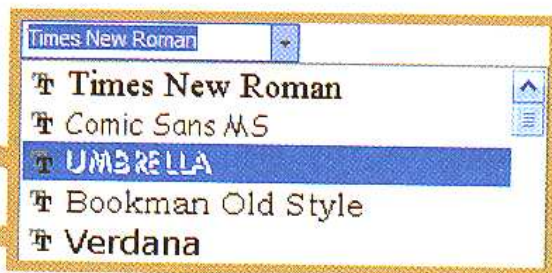 Times New Roman
Times New Roman
Comic Sans MS
UMBRELLA
Bookman Old Style
Verdana